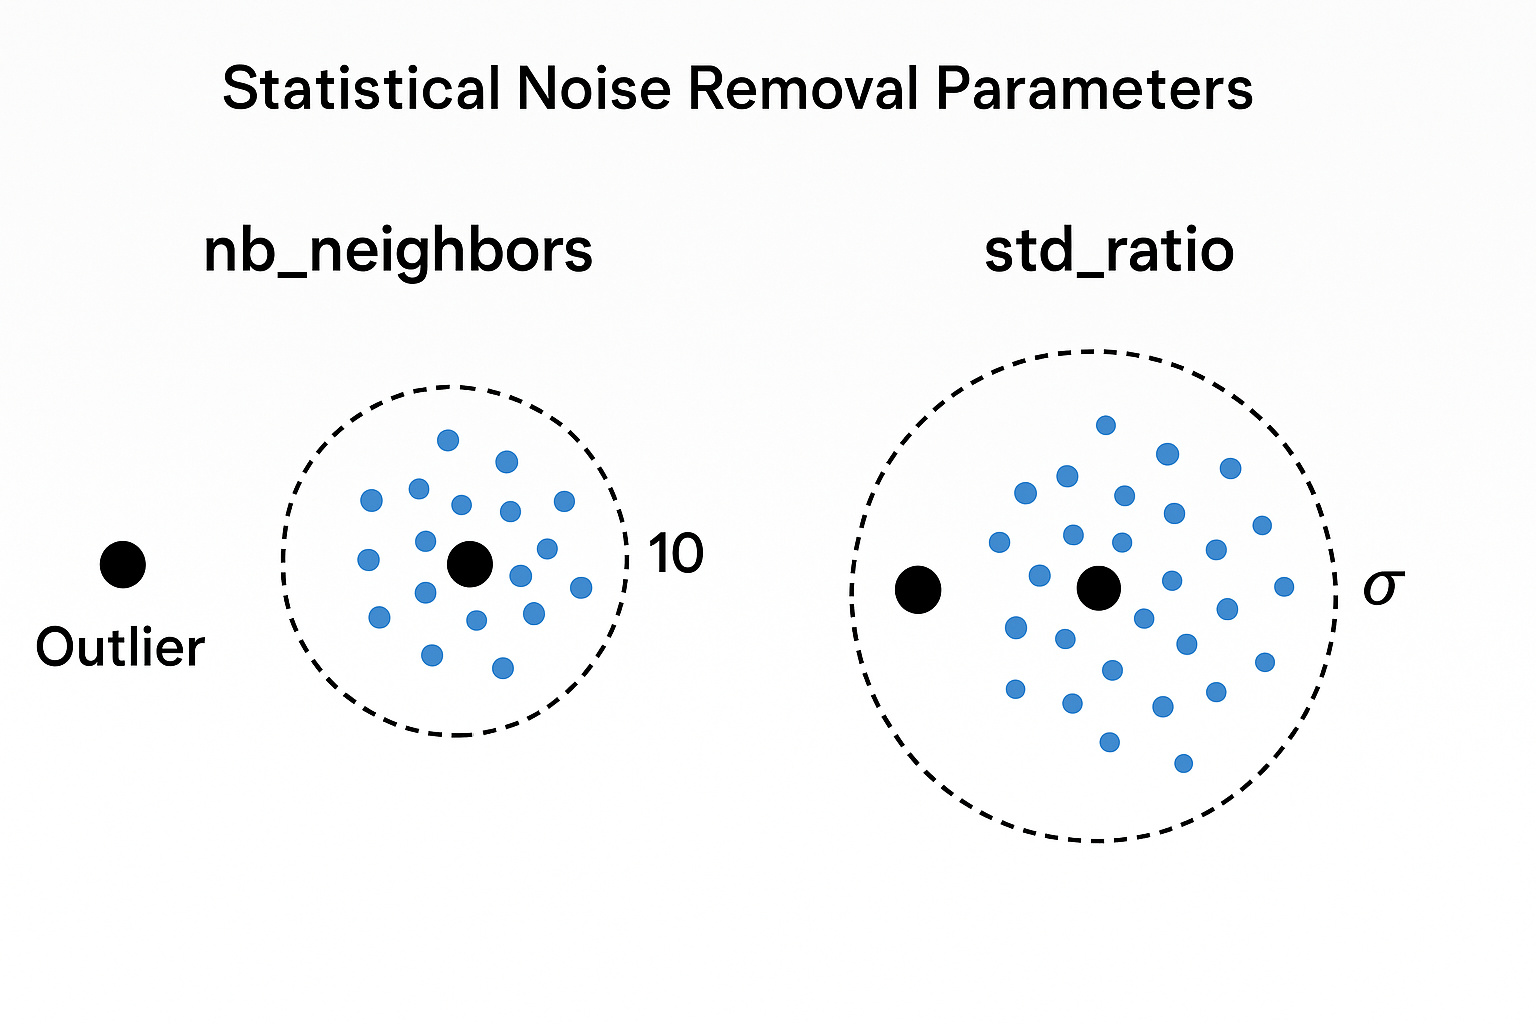 Statistical Noise Removal Parameters
nb_neighbors
std_ratio
Outlier
10
σ